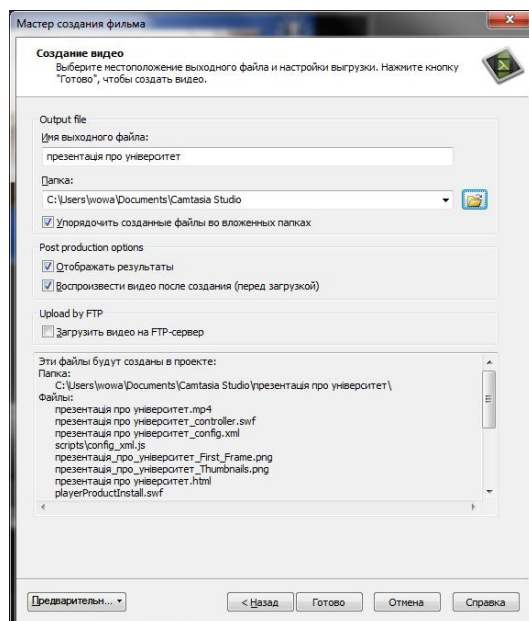 Мастер создания фильма
Создание видео
Выберите местоположение выходного файла и настройки выгрузки. Нажмите кнопку
"Готово", чтобы создать видео.
Output file
Имя выходного файла:
презентація про університет
Папка:
C:\Users\wowa\Documents\Camtasia Studio
Упорядочить созданные файлы во вложенных папках
Post production options
Отображать результаты
Воспроизвести видео после создания (перед загрузкой)
Upload by FTP
Загрузить видео на FTP-сервер
Эти файлы будут созданы в проекте:
Папка:
C:\Users\wowa\Documents\Camtasia Studio\презентація про університет\
Файлы:
презентація про університет.mp4
презентація про університет_controller.swf
презентація про університет_config.xml
scripts\config_xml.js
презентація_про_університет_First_Frame.png
презентація_про_університет_Thumbnails.png
презентація про університет.html
playerProductInstall.swf
Предварительн... < Назад Готово Отмена Справка